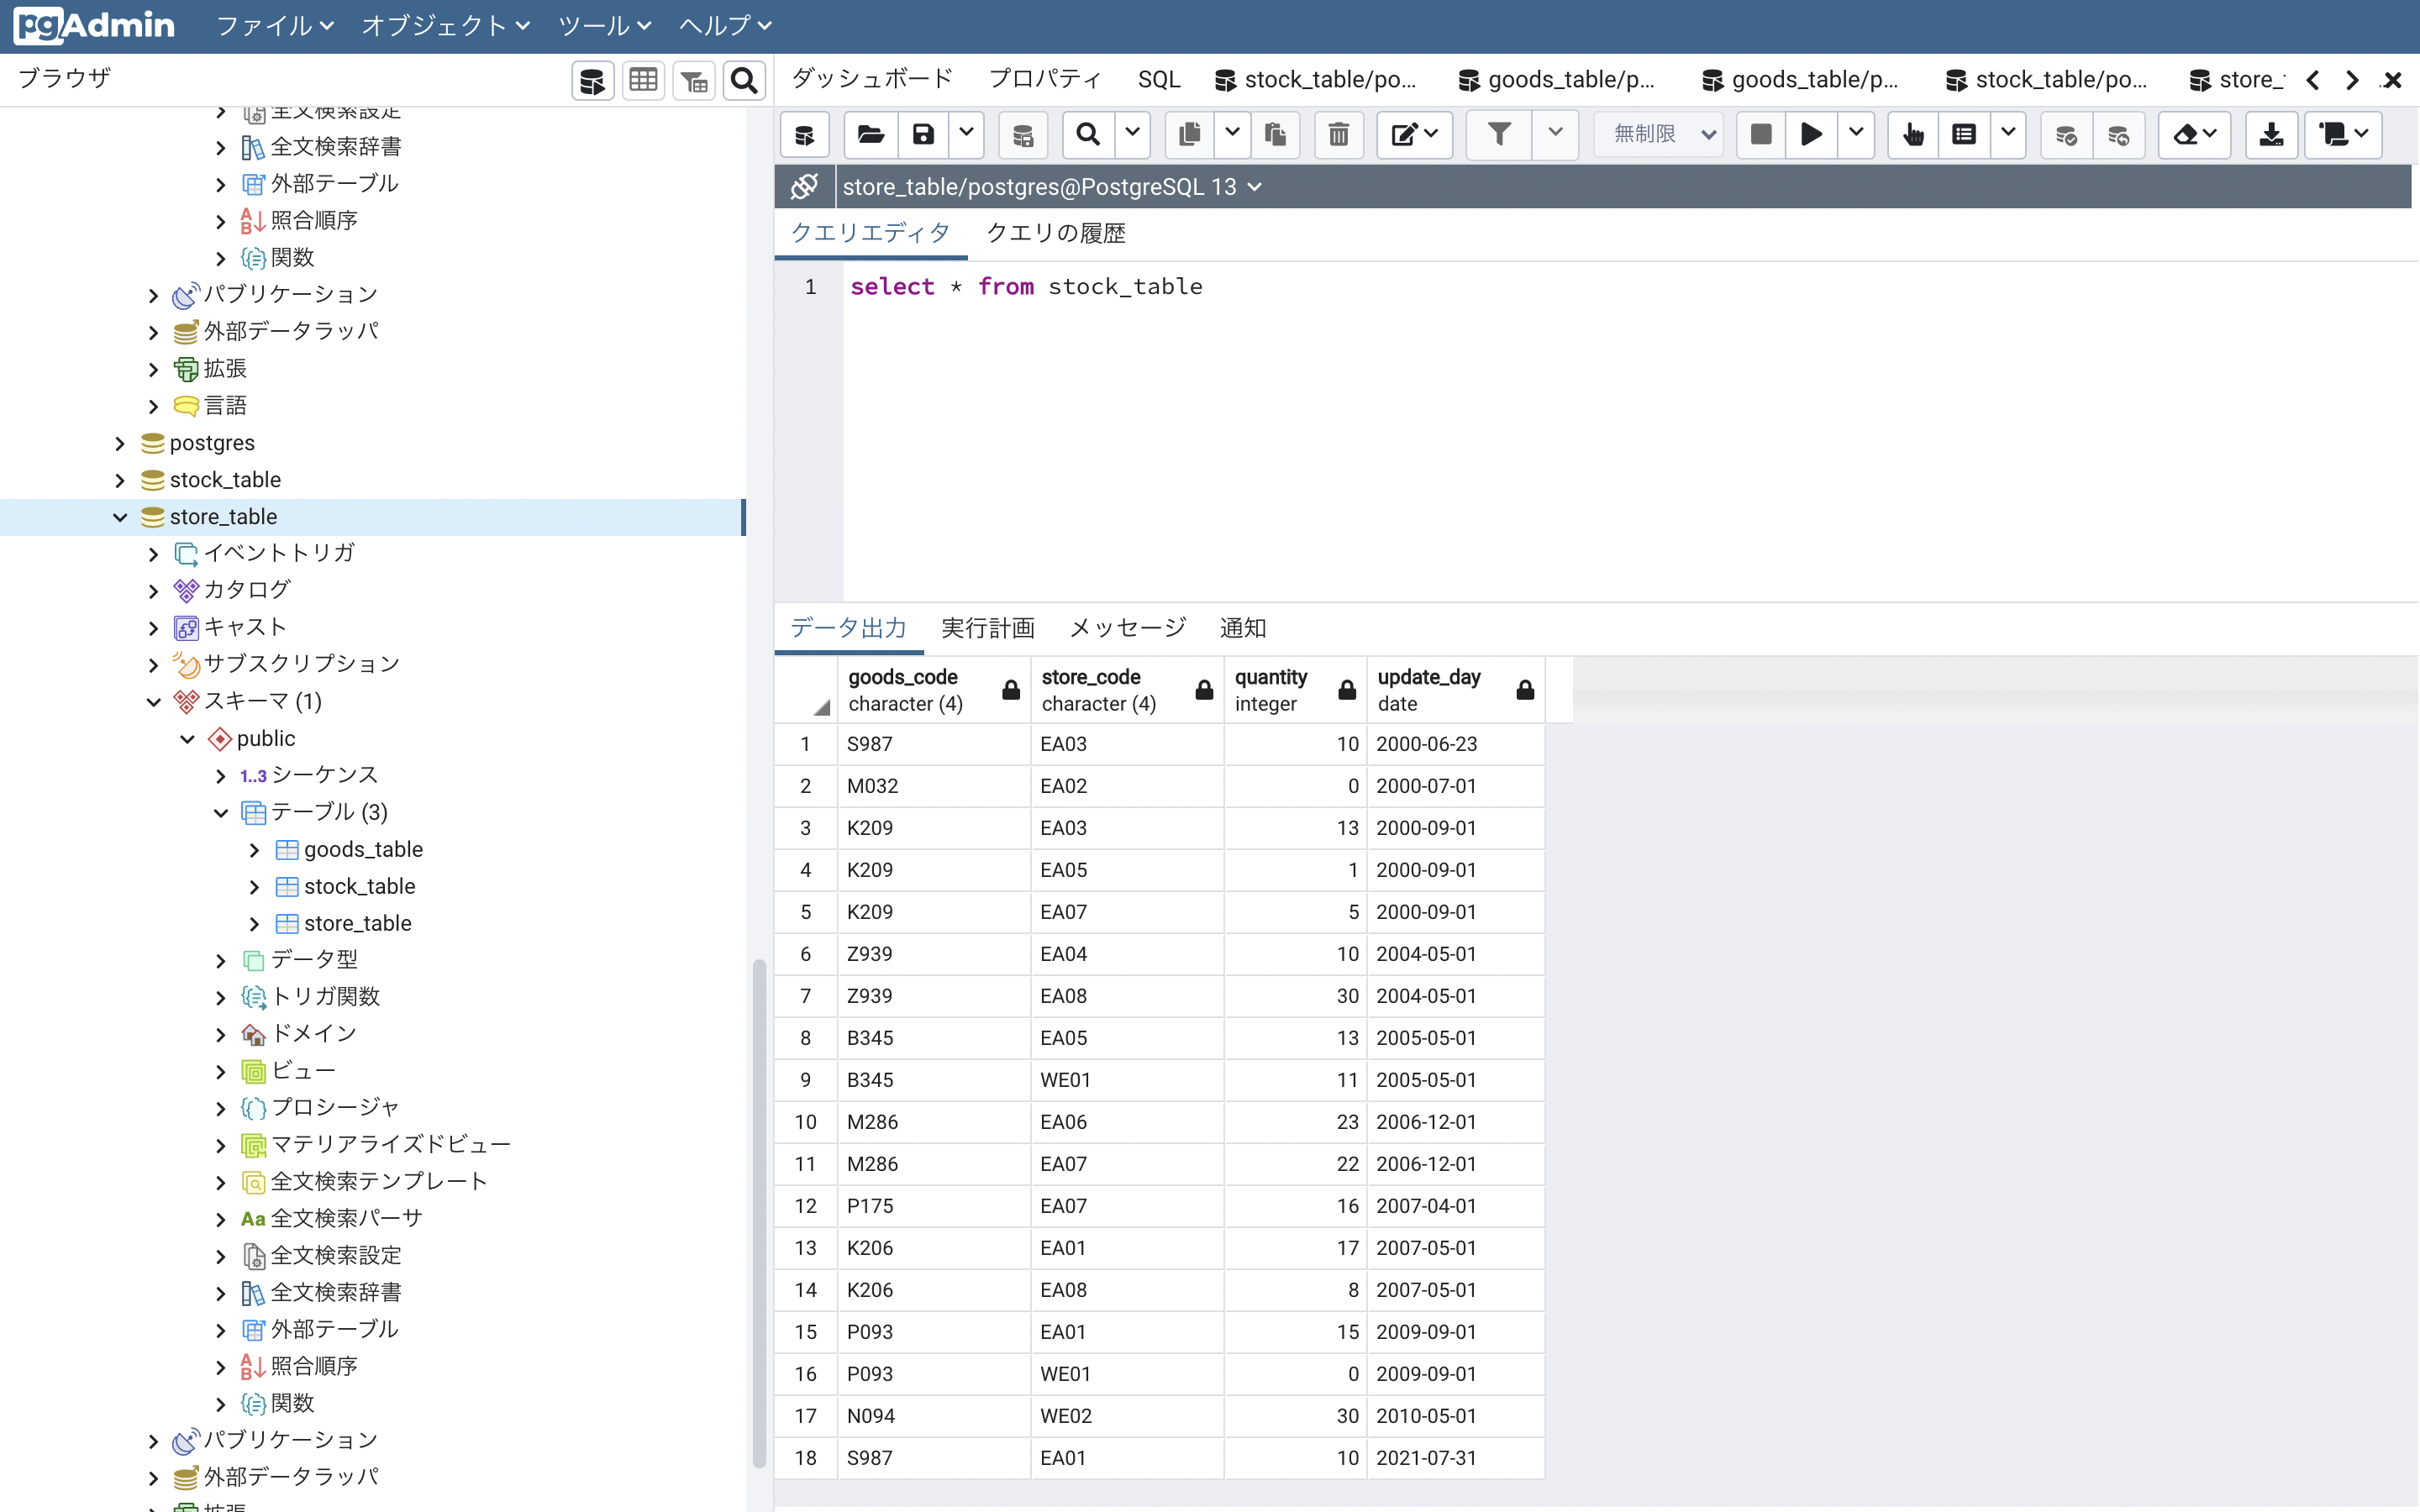 pgAdmin ファイル オブジェクト ツール ヘルプ
ブラウザ
全文検索設定
全文検索辞書
外部テーブル
照合順序
関数
パブリケーション
外部データラッパ
拡張
言語
postgres
stock_table
store_table
イベントトリガ
カタログ
キャスト
サブスクリプション
スキーマ (1)
public
1..3 シーケンス
テーブル (3)
goods_table
stock_table
store_table
データ型
トリガ関数
ドメイン
ビュー
プロシージャ
マテリアライズドビュー
全文検索テンプレート
Aa 全文検索パーサ
全文検索設定
全文検索辞書
外部テーブル
照合順序
関数
パブリケーション
外部データラッパ
拡張
ダッシュボード プロパティ SQL stock_table/po... goods_table/p... goods_table/p... stock_table/po... store_
無制限
store_table/postgres@PostgreSQL 13
クエリエディタ クエリの履歴
1 select * from stock_table
データ出力 実行計画 メッセージ 通知
goods_code store_code quantity update_day
character (4) character (4) integer date
1 S987 EA03 10 2000-06-23
2 M032 EA02 0 2000-07-01
3 K209 EA03 13 2000-09-01
4 K209 EA05 1 2000-09-01
5 K209 EA07 5 2000-09-01
6 Z939 EA04 10 2004-05-01
7 Z939 EA08 30 2004-05-01
8 B345 EA05 13 2005-05-01
9 B345 WE01 11 2005-05-01
10 M286 EA06 23 2006-12-01
11 M286 EA07 22 2006-12-01
12 P175 EA07 16 2007-04-01
13 K206 EA01 17 2007-05-01
14 K206 EA08 8 2007-05-01
15 P093 EA01 15 2009-09-01
16 P093 WE01 0 2009-09-01
17 N094 WE02 30 2010-05-01
18 S987 EA01 10 2021-07-31